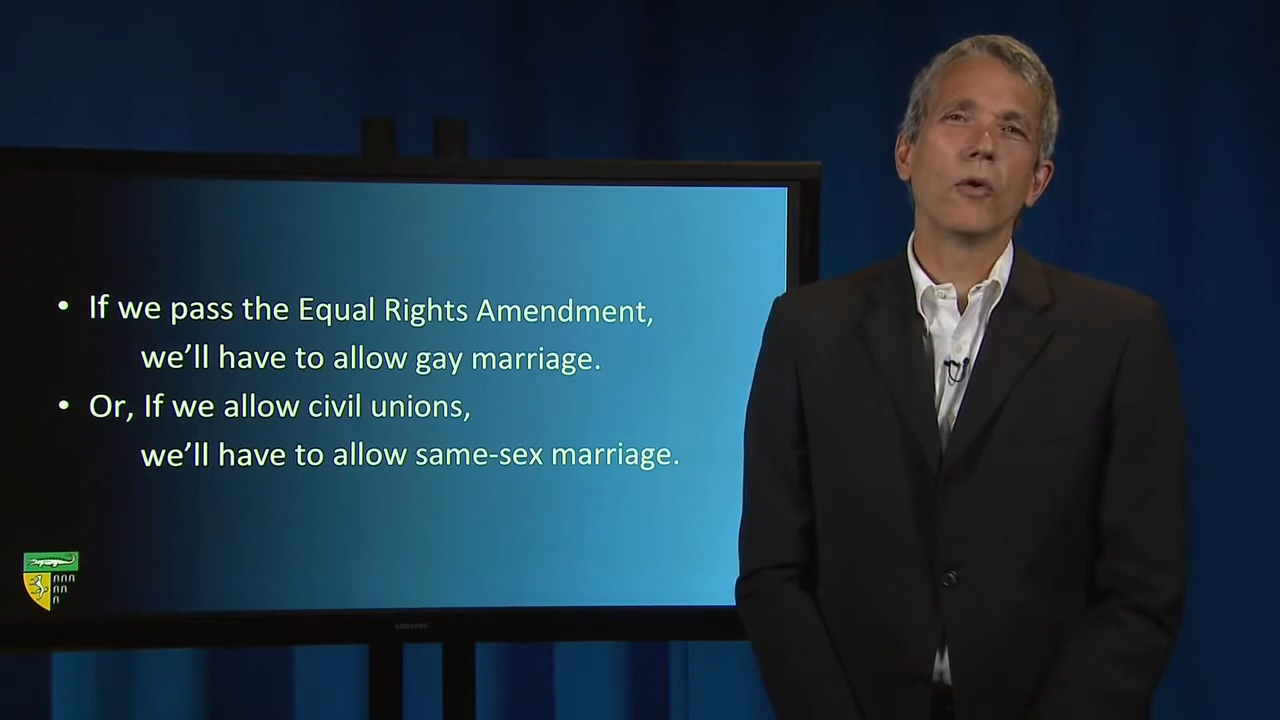 • If we pass the Equal Rights Amendment,
we'll have to allow gay marriage.
• Or, If we allow civil unions,
we'll have to allow same-sex marriage.
SAMSUNG